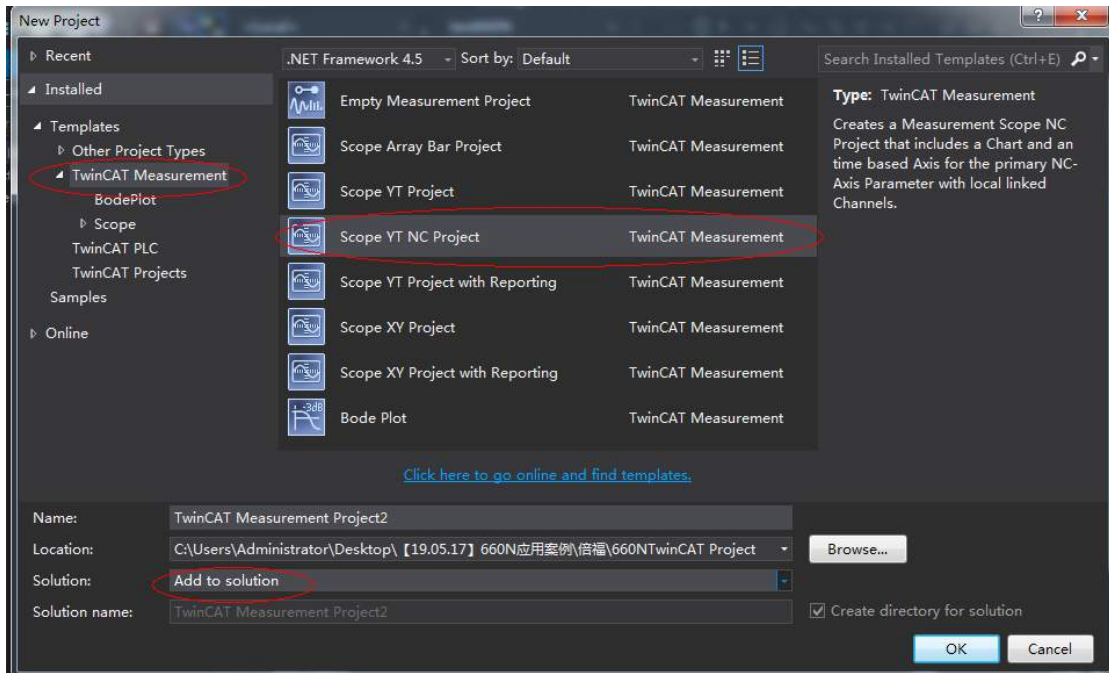 New Project
Recent
.NET Framework 4.5
Sort by: Default
Search Installed Templates (Ctrl+E)
Installed
Templates
Other Project Types
TwinCAT Measurement
BodePlot
Scope
TwinCAT PLC
TwinCAT Projects
Samples
Online
Empty Measurement Project TwinCAT Measurement
Scope Array Bar Project TwinCAT Measurement
Scope YT Project TwinCAT Measurement
Scope YT NC Project TwinCAT Measurement
Scope YT Project with Reporting TwinCAT Measurement
Scope XY Project TwinCAT Measurement
Scope XY Project with Reporting TwinCAT Measurement
-3dB
Bode Plot TwinCAT Measurement
Click here to go online and find templates.
Type: TwinCAT Measurement
Creates a Measurement Scope NC
Project that includes a Chart and an
time based Axis for the primary NC-
Axis Parameter with local linked
Channels.
Name: TwinCAT Measurement Project2
Location: C:\Users\Administrator\Desktop\【19.05.17】660N应用案例\倍福\660NTwinCAT Project
Browse...
Solution: Add to solution
Solution name: TwinCAT Measurement Project2
Create directory for solution
OK
Cancel